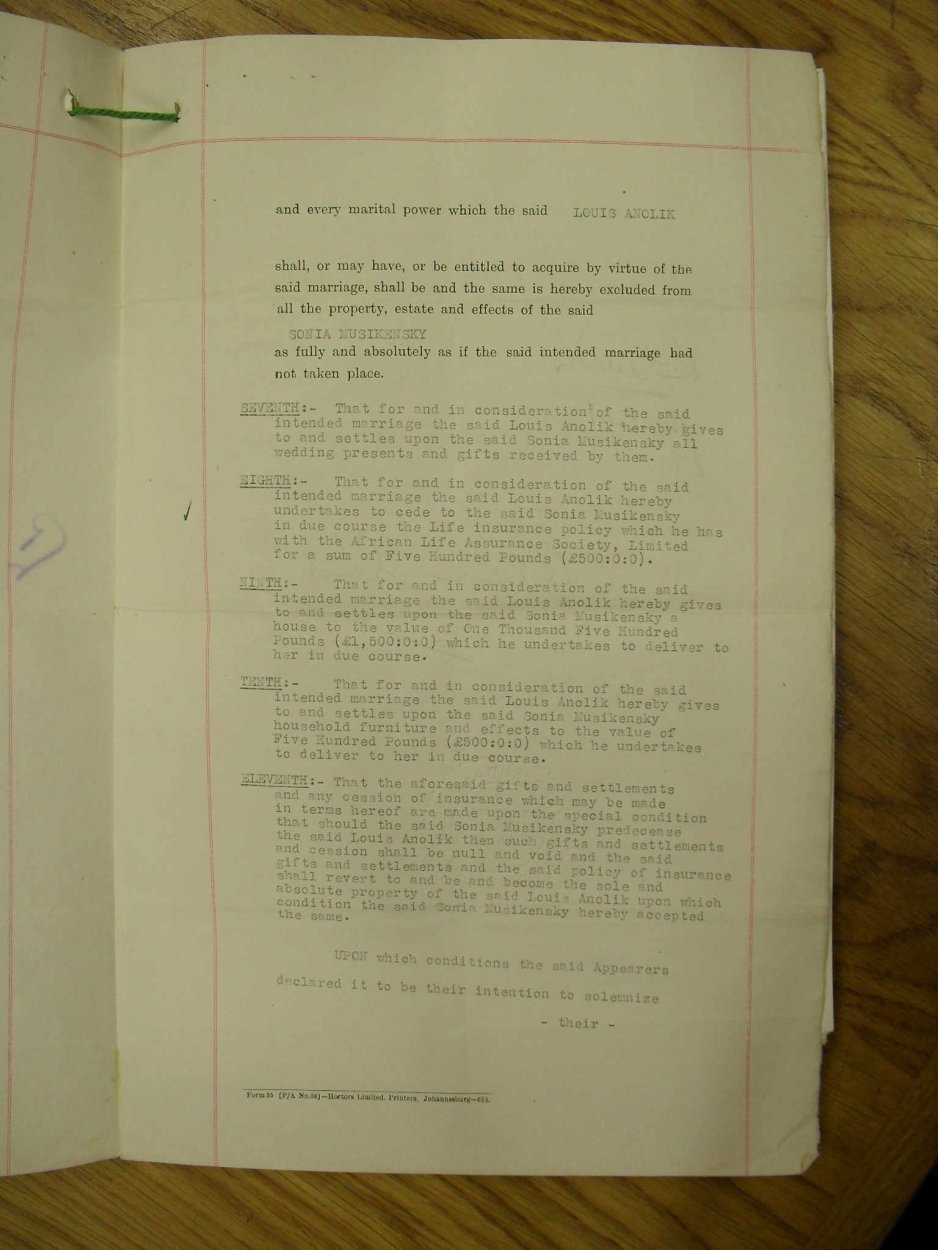 and every marital power which the said LOUIS ANOLIK
shall, or may have, or be entitled to acquire by virtue of the
said marriage, shall be and the same is hereby excluded from
all the property, estate and effects of the said
SONIA MUSIKENSKY
as fully and absolutely as if the said intended marriage had
not taken place.
SEVENTH:- That for and in consideration of the said
intended marriage the said Louis Anolik hereby gives
to and settles upon the said Sonia Musikensky all
wedding presents and gifts received by them.
EIGHTH:- That for and in consideration of the said
intended marriage the said Louis Anolik hereby
undertakes to cede to the said Sonia Musikensky
in due course the Life insurance policy which he has
with the African Life Assurance Society, Limited
for a sum of Five Hundred Pounds (£500:0:0).
NINTH:- That for and in consideration of the said
intended marriage the said Louis Anolik hereby gives
to and settles upon the said Sonia Musikensky a
house to the value of One Thousand Five Hundred
Pounds (£1,500:0:0) which he undertakes to deliver to
her in due course.
TENTH:- That for and in consideration of the said
intended marriage the said Louis Anolik hereby gives
to and settles upon the said Sonia Musikensky
household furniture and effects to the value of
Five Hundred Pounds (£500:0:0) which he undertakes
to deliver to her in due course.
ELEVENTH:- That the aforesaid gifts and settlements
and any cession of insurance which may be made
in terms hereof are made upon the special condition
that should the said Sonia Musikensky predecease
the said Louis Anolik then such gifts and settlements
and cession shall be null and void and the said
gifts and settlements and the said policy of insurance
shall revert to and be and become the sole and
absolute property of the said Louis Anolik upon which
condition the said Sonia Musikensky hereby accepted
the same.
UPON which conditions the said Appearers
declared it to be their intention to solemnize
- their -
Form 55 [P/A No.16]—Hortors Limited, Printers, Johannesburg—